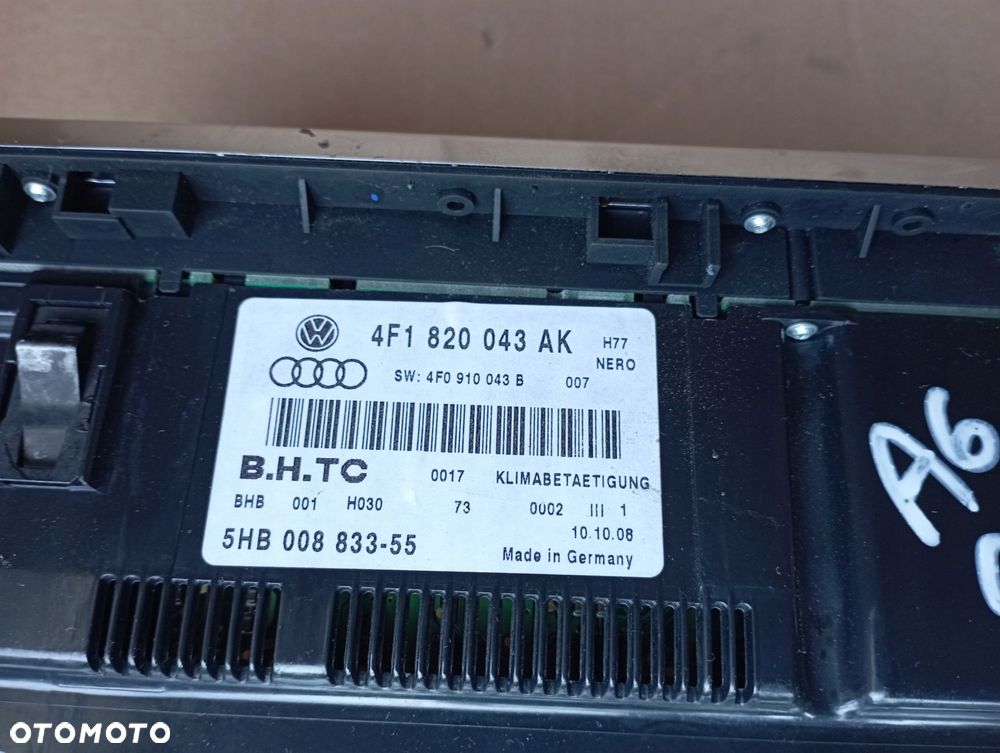 4F1 820 043 AK H77
NERO
SW: 4F0 910 043 B 007
B.H.TC 0017 KLIMABETAETIGUNG
BHB 001 H030 73 0002 III 1
10.10.08
5HB 008 833-55 Made in Germany
A6
OTOMOTO